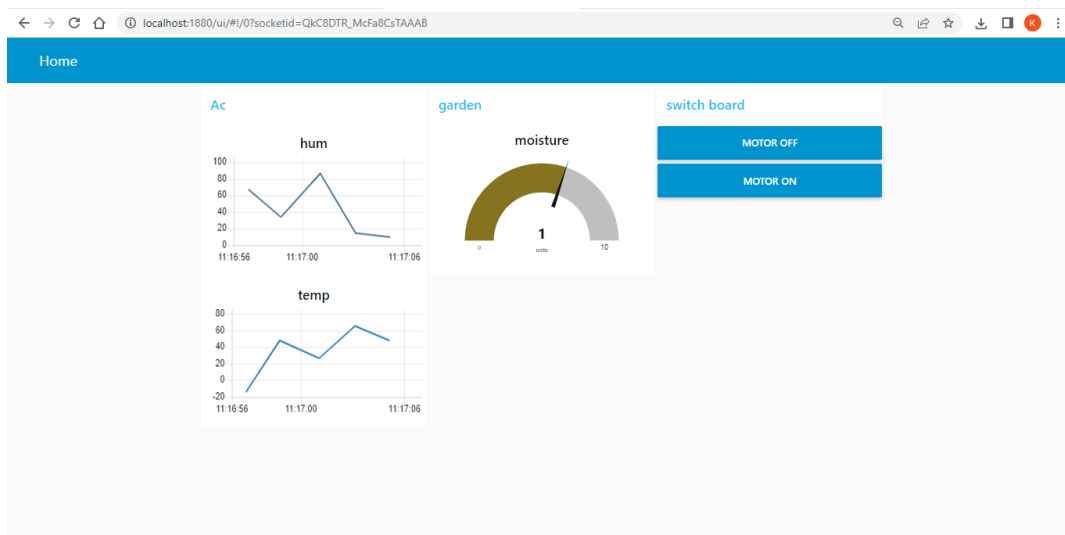 localhost:1880/ui/#!/0?socketid=QkC8DTR_McFa8CsTAAAB
K
Home
Ac
hum
100
80
60
40
20
0
11:16:56 11:17:00 11:17:06
temp
80
60
40
20
0
-20
11:16:56 11:17:00 11:17:06
garden
moisture
1
units
0 10
switch board
MOTOR OFF
MOTOR ON